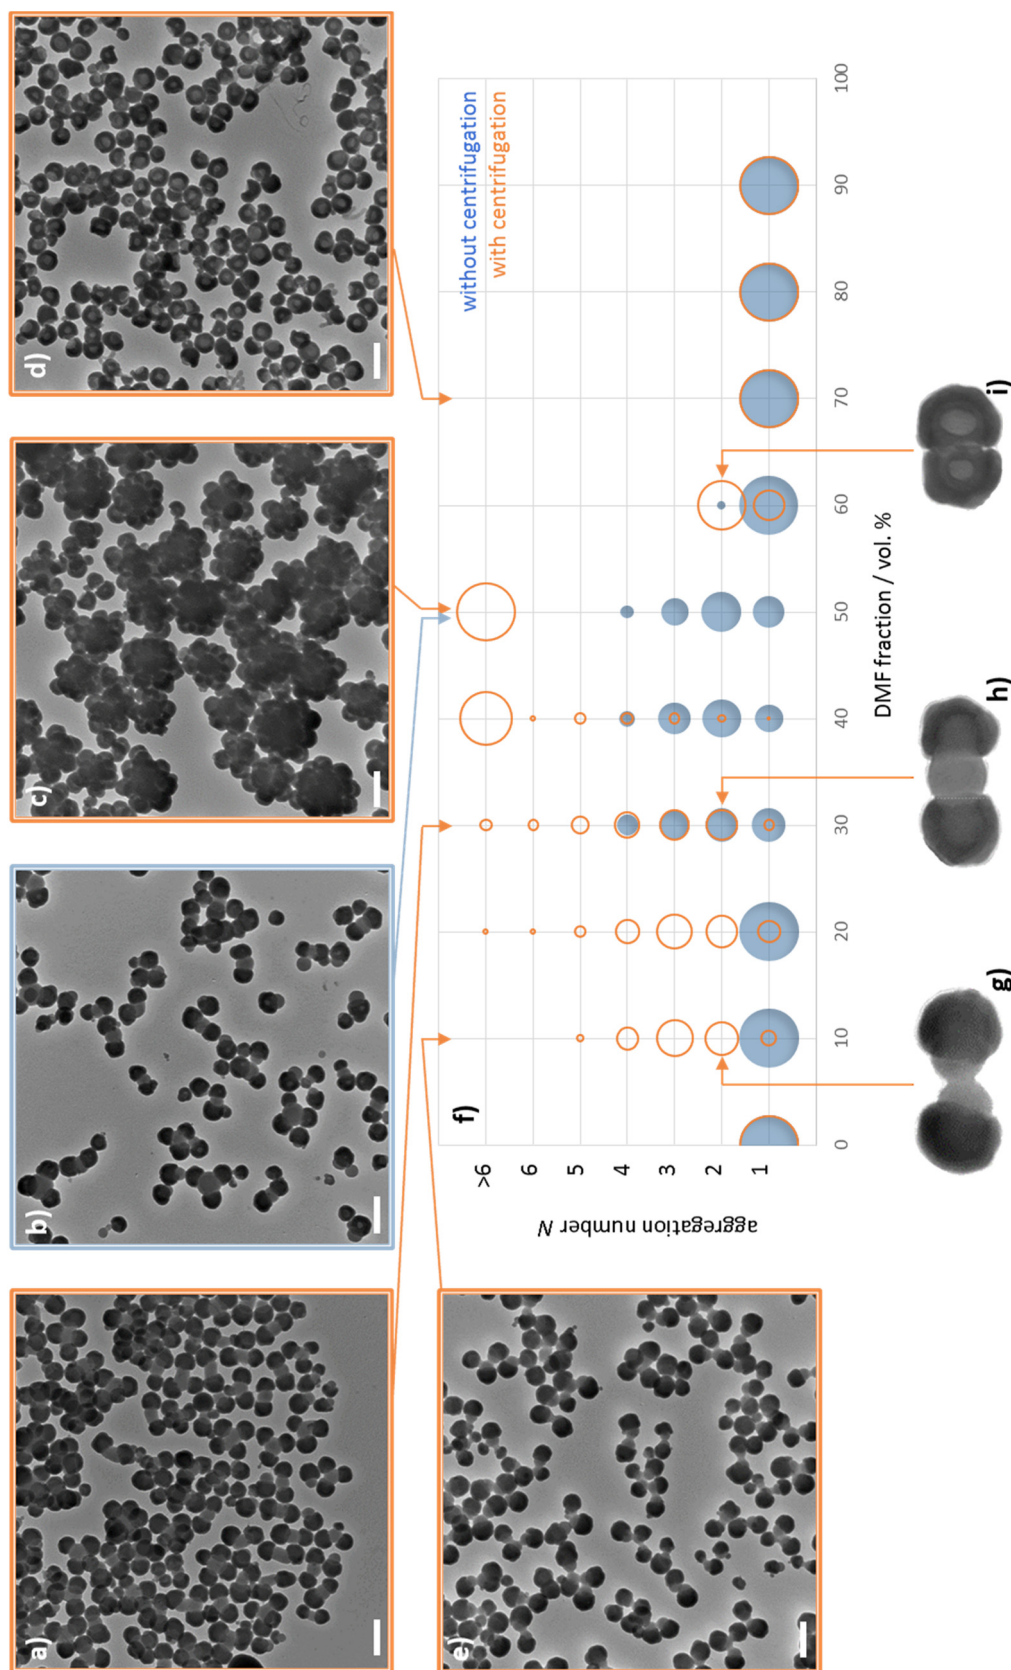 a)
b)
c)
d)
e)
f)
without centrifugation
with centrifugation
aggregation number N
>6
6
5
4
3
2
1
0
10
20
30
40
50
60
70
80
90
100
DMF fraction / vol. %
g)
h)
i)